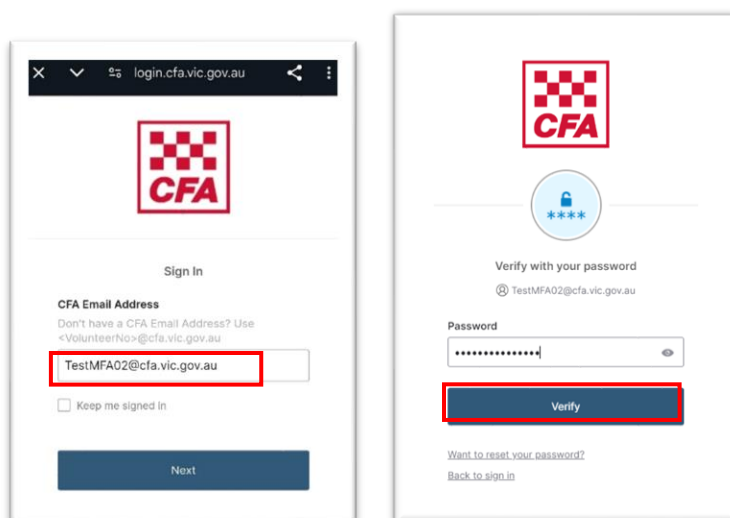 login.cfa.vic.gov.au
CFA
Sign In
CFA Email Address
Don't have a CFA Email Address? Use
<VolunteerNo>@cfa.vic.gov.au
TestMFA02@cfa.vic.gov.au
Keep me signed in
Next
CFA
****
Verify with your password
TestMFA02@cfa.vic.gov.au
Password
•••••••••••••••
Verify
Want to reset your password?
Back to sign in